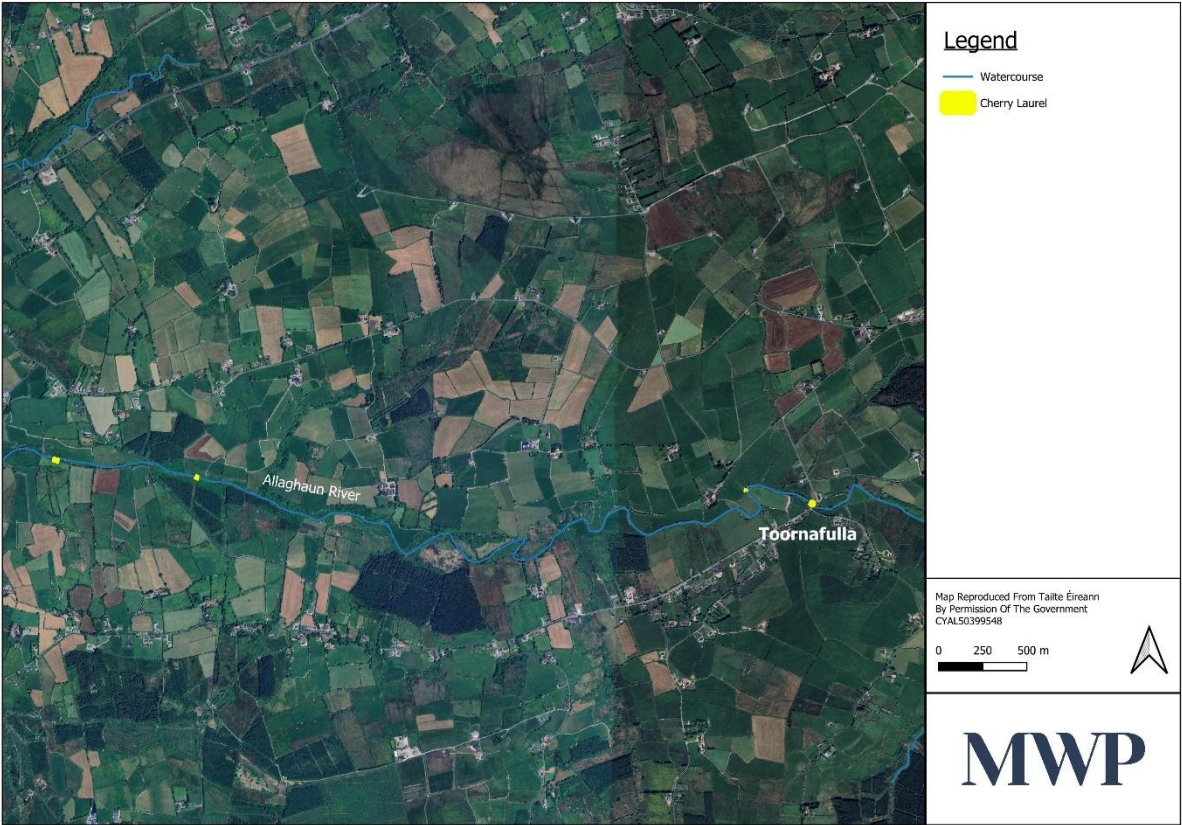 Legend
Watercourse
Cherry Laurel
Allaghaun River
Toornafulla
Map Reproduced From Tailte Éireann
By Permission Of The Government
CYAL50399548
0 250 500 m
MWP